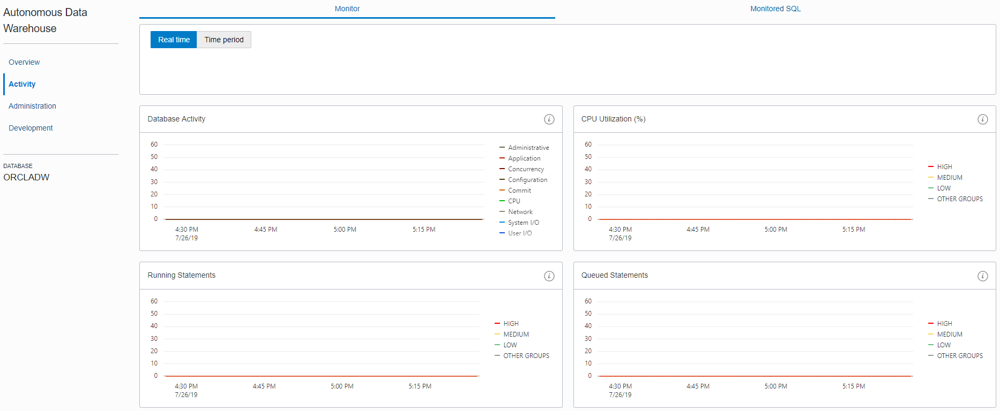 Autonomous Data
Warehouse
Overview
Activity
Administration
Development
DATABASE
ORCLADW
Monitor
Monitored SQL
Real time
Time period
Database Activity
i
60
50
40
30
20
10
0
4:30 PM
7/26/19
4:45 PM
5:00 PM
5:15 PM
Administrative
Application
Concurrency
Configuration
Commit
CPU
Network
System I/O
User I/O
CPU Utilization (%)
i
60
50
40
30
20
10
0
4:30 PM
7/26/19
4:45 PM
5:00 PM
5:15 PM
HIGH
MEDIUM
LOW
OTHER GROUPS
Running Statements
i
60
50
40
30
20
10
0
4:30 PM
7/26/19
4:45 PM
5:00 PM
5:15 PM
HIGH
MEDIUM
LOW
OTHER GROUPS
Queued Statements
i
60
50
40
30
20
10
0
4:30 PM
7/26/19
4:45 PM
5:00 PM
5:15 PM
HIGH
MEDIUM
LOW
OTHER GROUPS